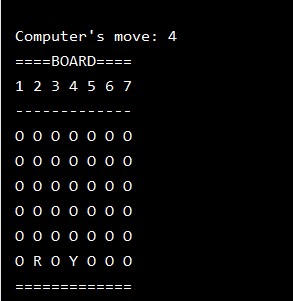 Computer's move: 4
====BOARD====
1 2 3 4 5 6 7
-------------
O O O O O O O
O O O O O O O
O O O O O O O
O O O O O O O
O O O O O O O
O R O Y O O O
=============